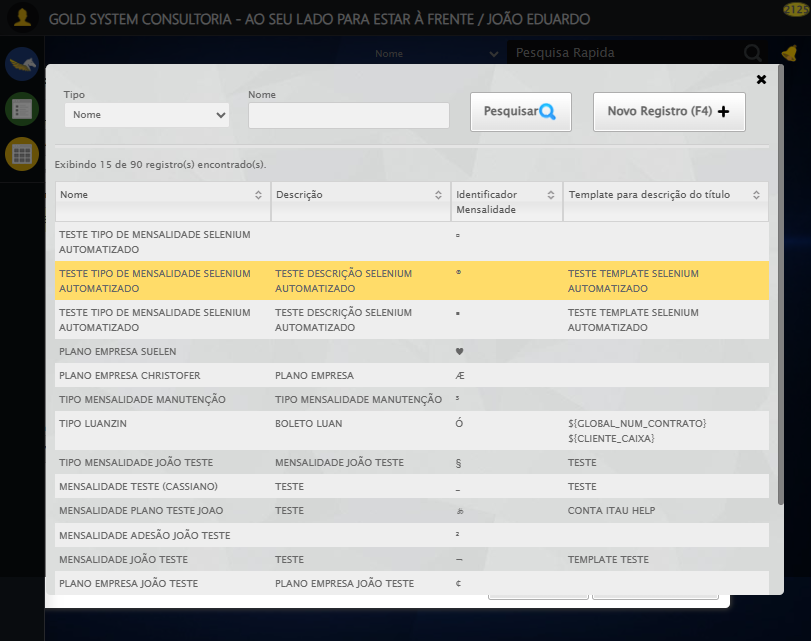 GOLD SYSTEM CONSULTORIA - AO SEU LADO PARA ESTAR À FRENTE / JOÃO EDUARDO
2125
Nome
Pesquisa Rapida
Tipo
Nome
Nome
Pesquisar
Novo Registro (F4)
Exibindo 15 de 90 registro(s) encontrado(s).
Nome Descrição Identificador Mensalidade Template para descrição do título
TESTE TIPO DE MENSALIDADE SELENIUM AUTOMATIZADO
TESTE TIPO DE MENSALIDADE SELENIUM AUTOMATIZADO TESTE DESCRIÇÃO SELENIUM AUTOMATIZADO TESTE TEMPLATE SELENIUM AUTOMATIZADO
TESTE TIPO DE MENSALIDADE SELENIUM AUTOMATIZADO TESTE DESCRIÇÃO SELENIUM AUTOMATIZADO TESTE TEMPLATE SELENIUM AUTOMATIZADO
PLANO EMPRESA SUELEN ♥
PLANO EMPRESA CHRISTOFER PLANO EMPRESA Æ
TIPO MENSALIDADE MANUTENÇÃO TIPO MENSALIDADE MANUTENÇÃO
TIPO LUANZIN BOLETO LUAN Ó ${GLOBAL_NUM_CONTRATO} ${CLIENTE_CAIXA}
TIPO MENSALIDADE JOÃO TESTE MENSALIDADE JOÃO TESTE § TESTE
MENSALIDADE TESTE (CASSIANO) TESTE _ TESTE
MENSALIDADE PLANO TESTE JOAO TESTE CONTA ITAU HELP
MENSALIDADE ADESÃO JOÃO TESTE ²
MENSALIDADE JOÃO TESTE TESTE ¬ TEMPLATE TESTE
PLANO EMPRESA JOÃO TESTE PLANO EMPRESA JOÃO TESTE ¢